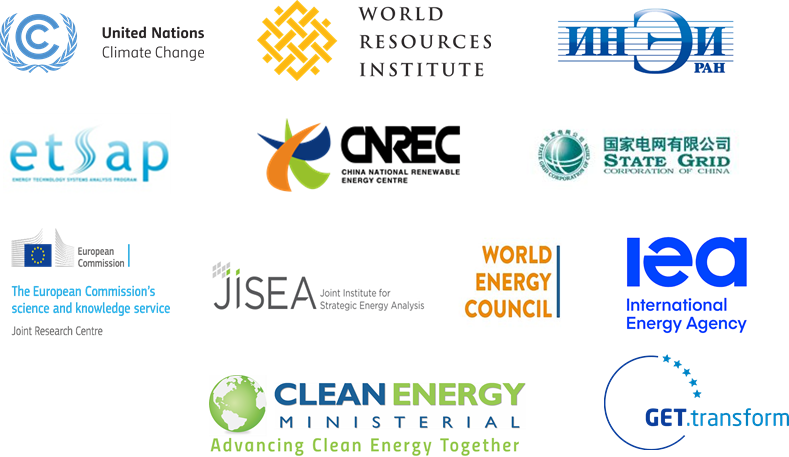 United Nations
Climate Change
WORLD
RESOURCES
INSTITUTE
ИНЭИ
РАН
etsap
ENERGY TECHNOLOGY SYSTEMS ANALYSIS PROGRAM
CNREC
CHINA NATIONAL RENEWABLE
ENERGY CENTRE
国家电网有限公司
STATE GRID
CORPORATION OF CHINA
European
Commission
The European Commission's
science and knowledge service
Joint Research Centre
JISEA
Joint Institute for
Strategic Energy Analysis
WORLD
ENERGY
COUNCIL
iea
International
Energy Agency
CLEAN ENERGY
MINISTERIAL
Advancing Clean Energy Together
GET.transform